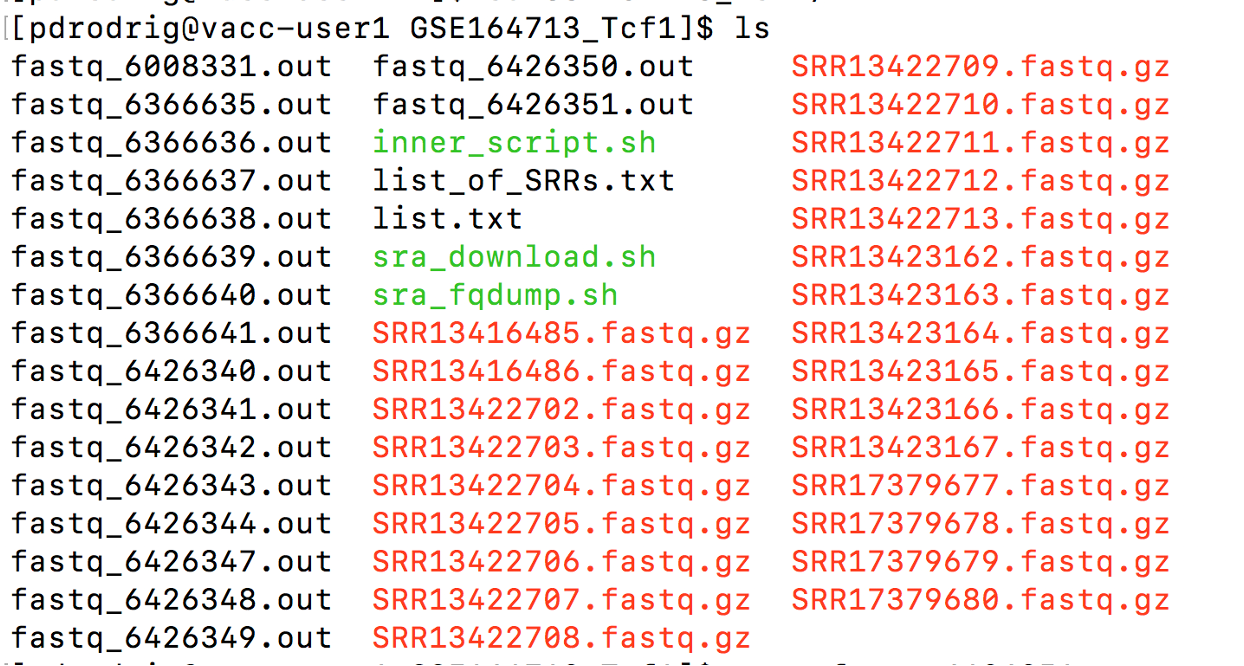 [[pdrodrig@vacc-user1 GSE164713_Tcf1]$ ls
fastq_6008331.out fastq_6426350.out SRR13422709.fastq.gz
fastq_6366635.out fastq_6426351.out SRR13422710.fastq.gz
fastq_6366636.out inner_script.sh SRR13422711.fastq.gz
fastq_6366637.out list_of_SRRs.txt SRR13422712.fastq.gz
fastq_6366638.out list.txt SRR13422713.fastq.gz
fastq_6366639.out sra_download.sh SRR13423162.fastq.gz
fastq_6366640.out sra_fqdump.sh SRR13423163.fastq.gz
fastq_6366641.out SRR13416485.fastq.gz SRR13423164.fastq.gz
fastq_6426340.out SRR13416486.fastq.gz SRR13423165.fastq.gz
fastq_6426341.out SRR13422702.fastq.gz SRR13423166.fastq.gz
fastq_6426342.out SRR13422703.fastq.gz SRR13423167.fastq.gz
fastq_6426343.out SRR13422704.fastq.gz SRR17379677.fastq.gz
fastq_6426344.out SRR13422705.fastq.gz SRR17379678.fastq.gz
fastq_6426347.out SRR13422706.fastq.gz SRR17379679.fastq.gz
fastq_6426348.out SRR13422707.fastq.gz SRR17379680.fastq.gz
fastq_6426349.out SRR13422708.fastq.gz